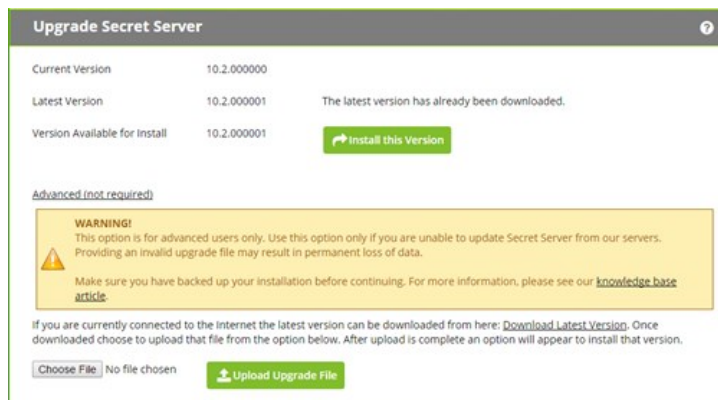 Upgrade Secret Server
?
Current Version 10.2.000000
Latest Version 10.2.000001 The latest version has already been downloaded.
Version Available for Install 10.2.000001 Install this Version
Advanced (not required)
WARNING!
This option is for advanced users only. Use this option only if you are unable to update Secret Server from our servers.
Providing an invalid upgrade file may result in permanent loss of data.
Make sure you have backed up your installation before continuing. For more information, please see our knowledge base
article.
If you are currently connected to the Internet the latest version can be downloaded from here: Download Latest Version. Once
downloaded choose to upload that file from the option below. After upload is complete an option will appear to install that version.
Choose File No file chosen Upload Upgrade File